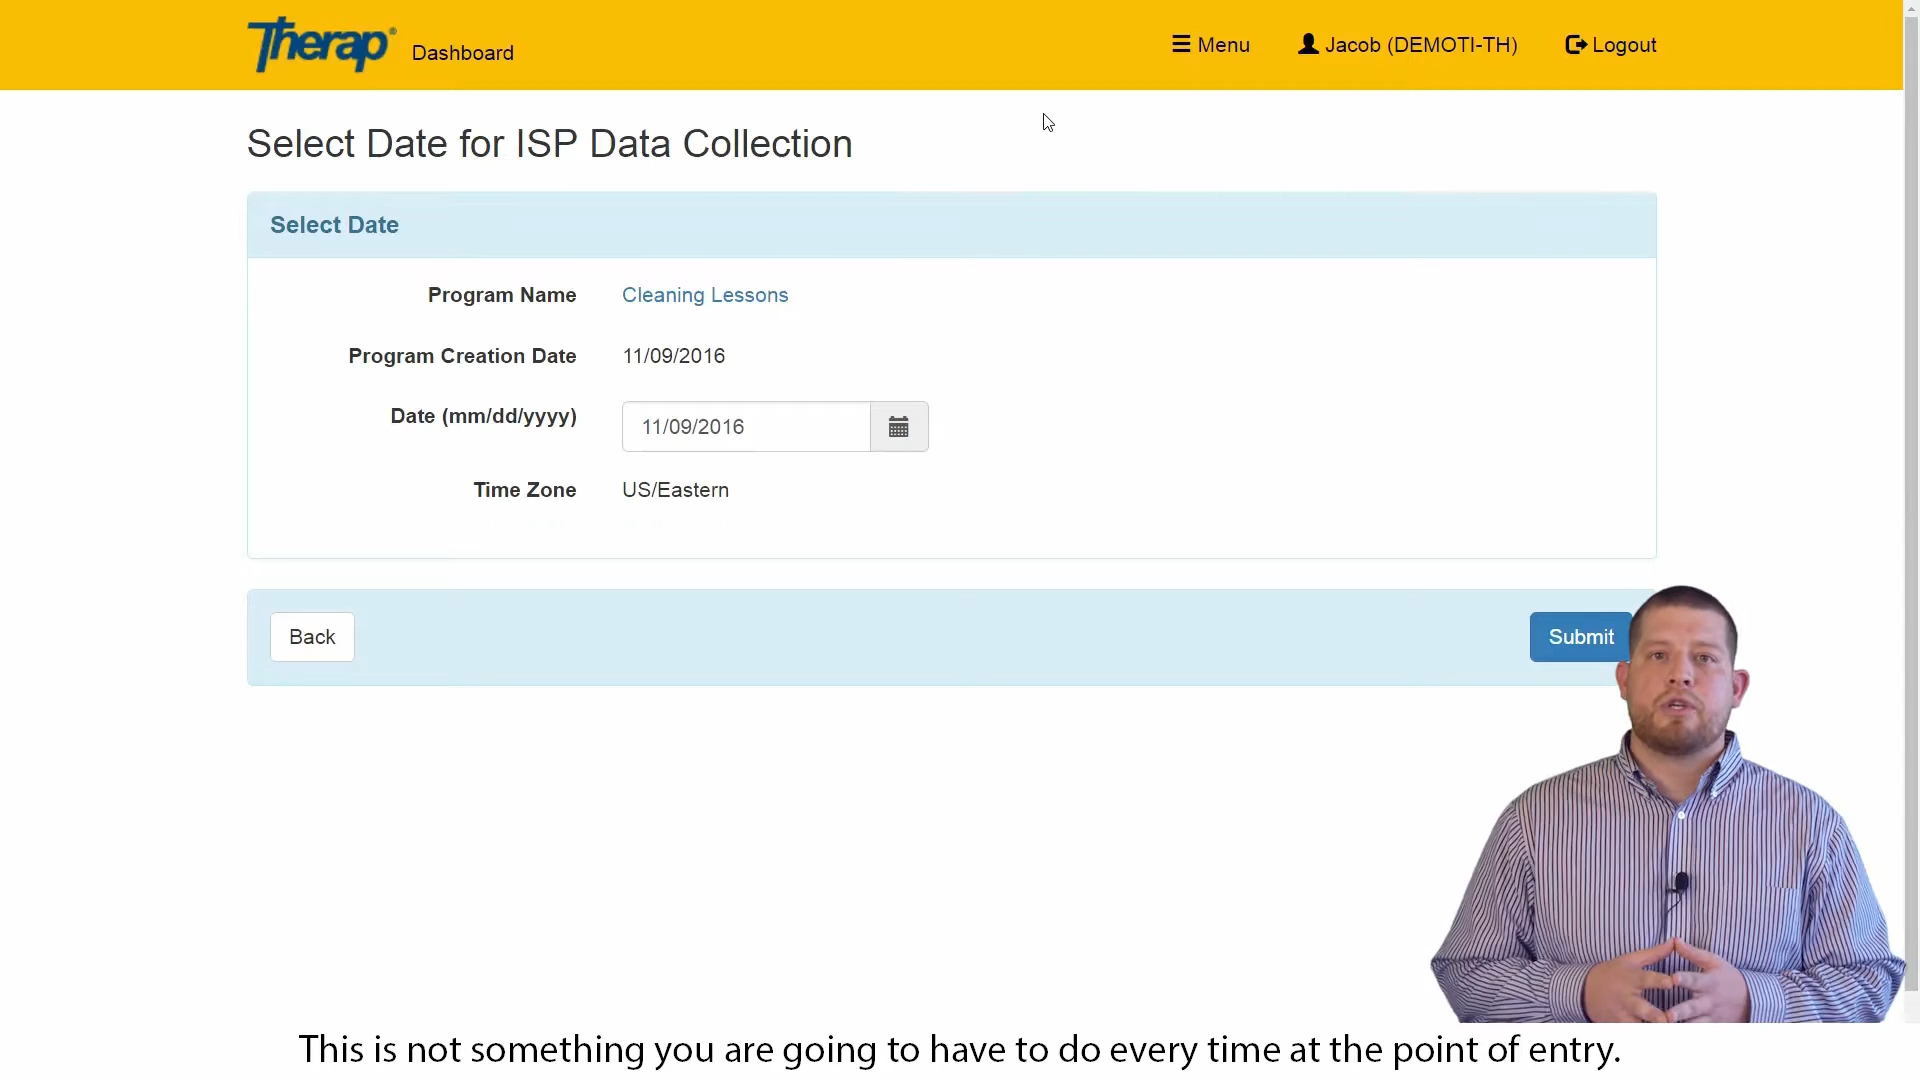 Therap®
Dashboard
Menu
Jacob (DEMOTI-TH)
Logout
Select Date for ISP Data Collection
Select Date
Program Name Cleaning Lessons
Program Creation Date 11/09/2016
Date (mm/dd/yyyy) 11/09/2016
Time Zone US/Eastern
Back
Submit
This is not something you are going to have to do every time at the point of entry.